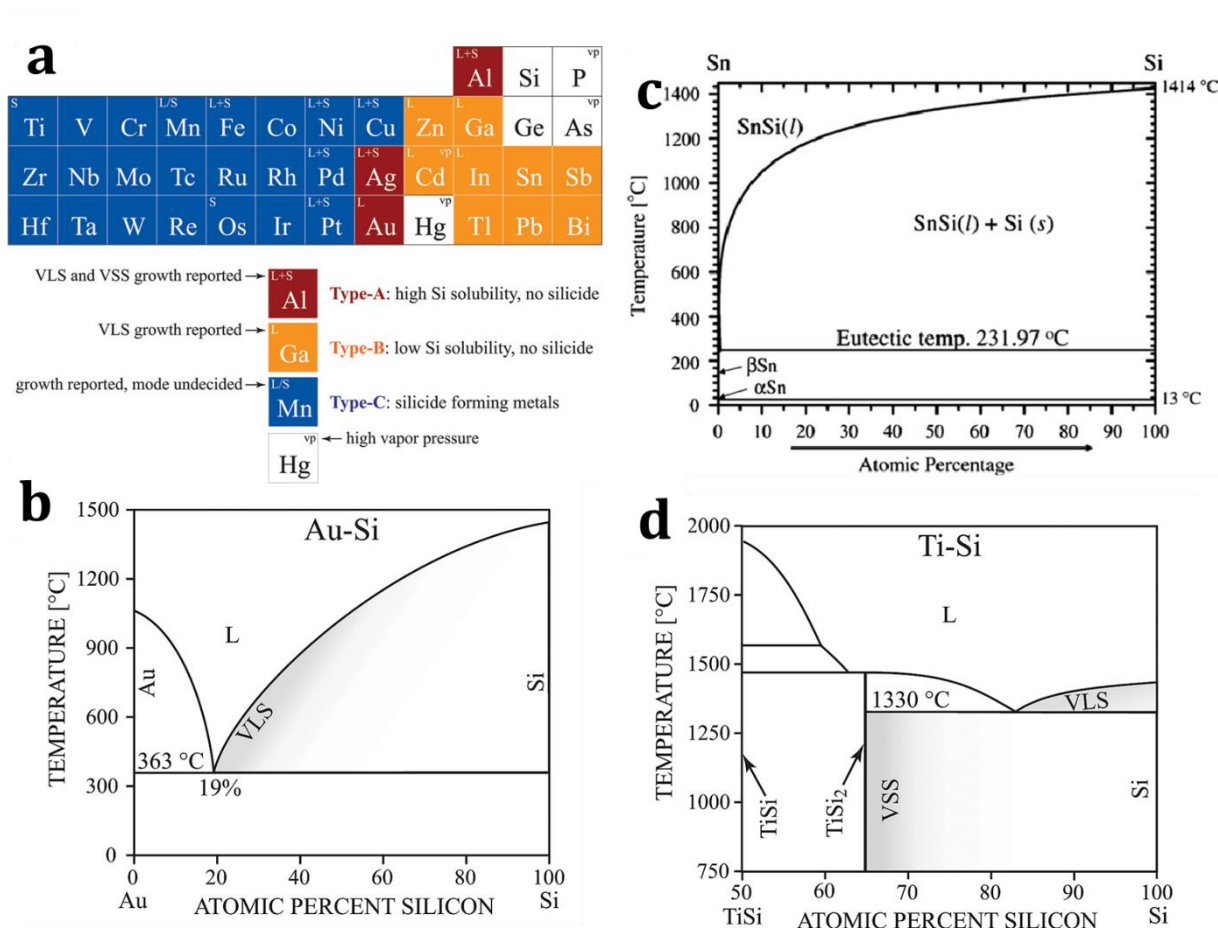 a
L+S
Al
Si
vp
P
S
Ti
V
Cr
L/S
Mn
L+S
Fe
Co
L+S
Ni
L+S
Cu
L
Zn
L
Ga
Ge
vp
As
Zr
Nb
Mo
Tc
Ru
Rh
L+S
Pd
L+S
Ag
L vp
Cd
L
In
Sn
Sb
Hf
Ta
W
Re
S
Os
Ir
L+S
Pt
L
Au
vp
Hg
Tl
Pb
Bi
VLS and VSS growth reported
L+S
Al
Type-A: high Si solubility, no silicide
VLS growth reported
L
Ga
Type-B: low Si solubility, no silicide
growth reported, mode undecided
L/S
Mn
Type-C: silicide forming metals
vp
Hg
high vapor pressure
c
Sn
Si
1400
1200
1000
800
600
400
200
0
Temperature [°C]
1414 °C
SnSi(l)
SnSi(l) + Si (s)
Eutectic temp. 231.97 °C
βSn
αSn
13 °C
0 10 20 30 40 50 60 70 80 90 100
Atomic Percentage
b
Au-Si
1500
1200
900
600
300
0
TEMPERATURE [°C]
L
Au
Si
VLS
363 °C
19%
0 20 40 60 80 100
Au ATOMIC PERCENT SILICON Si
d
Ti-Si
2000
1750
1500
1250
1000
750
TEMPERATURE [°C]
L
1330 °C
VLS
VSS
TiSi
TiSi2
Si
50 60 70 80 90 100
TiSi ATOMIC PERCENT SILICON Si